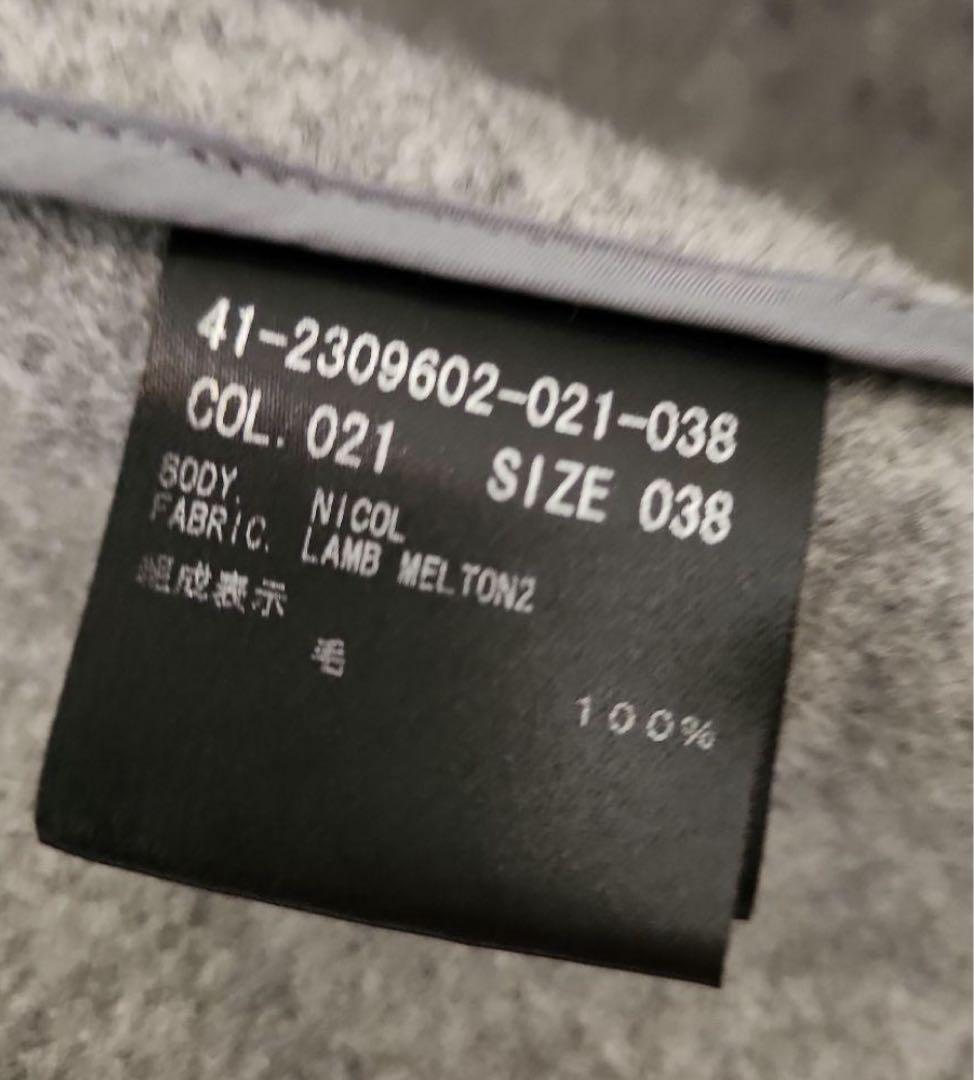 41-2309602-021-038
COL. 021 SIZE 038
BODY. NICOL
FABRIC. LAMB MELTON2
組成表示
毛
100%